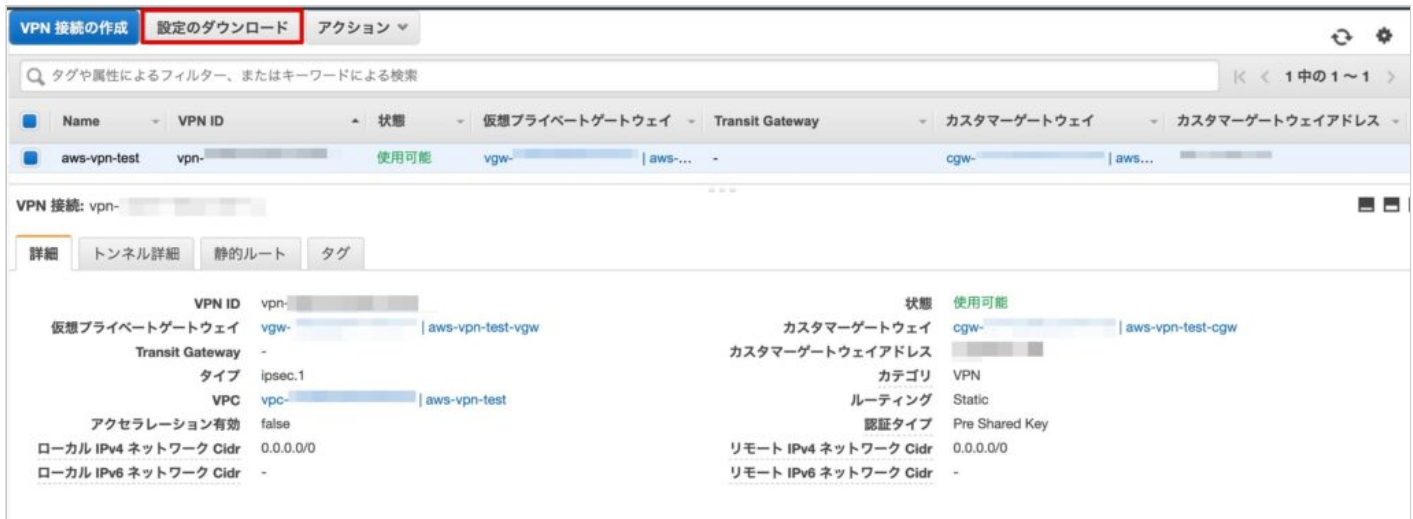 VPN 接続の作成 設定のダウンロード アクション
タグや属性によるフィルター、またはキーワードによる検索 1 中の 1 ~ 1
Name VPN ID 状態 仮想プライベートゲートウェイ Transit Gateway カスタマーゲートウェイ カスタマーゲートウェイアドレス
aws-vpn-test vpn- 使用可能 vgw- | aws-... - cgw- | aws...
VPN 接続: vpn-
詳細 トンネル詳細 静的ルート タグ
VPN ID vpn- 状態 使用可能
仮想プライベートゲートウェイ vgw- | aws-vpn-test-vgw カスタマーゲートウェイ cgw- | aws-vpn-test-cgw
Transit Gateway - カスタマーゲートウェイアドレス
タイプ ipsec.1 カテゴリ VPN
VPC vpc- | aws-vpn-test ルーティング Static
アクセラレーション有効 false 認証タイプ Pre Shared Key
ローカル IPv4 ネットワーク Cidr 0.0.0.0/0 リモート IPv4 ネットワーク Cidr 0.0.0.0/0
ローカル IPv6 ネットワーク Cidr - リモート IPv6 ネットワーク Cidr -